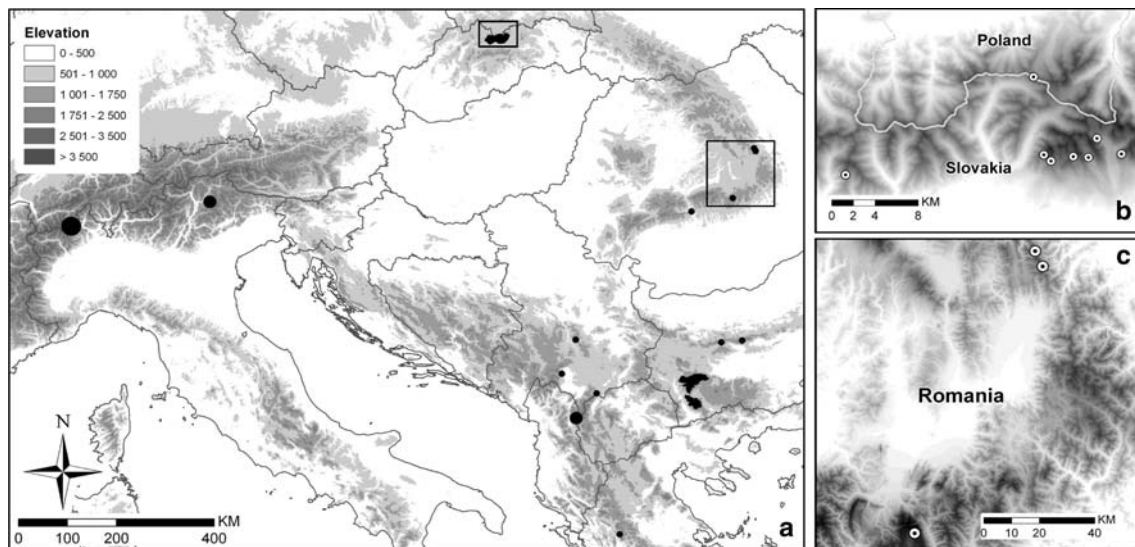 Elevation
0 - 500
501 - 1 000
1 001 - 1 750
1 751 - 2 500
2 501 - 3 500
> 3 500
N
KM
0 100 200 400
a
Poland
Slovakia
KM
0 2 4 8
b
c
Romania
KM
0 10 20 40